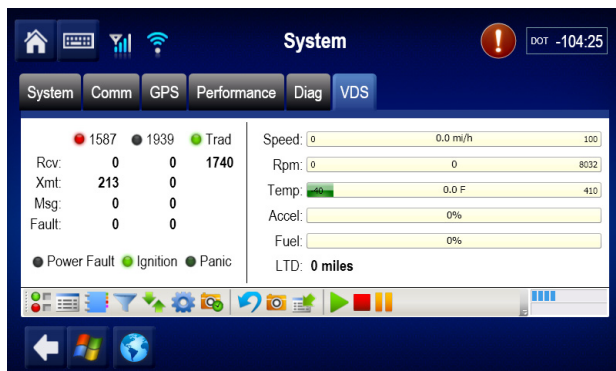 System
DOT -104:25
System Comm GPS Performance Diag VDS
1587 1939 Trad
Rcv: 0 0 1740
Xmt: 213 0
Msg: 0 0
Fault: 0 0
Power Fault Ignition Panic
Speed: 0 0.0 mi/h 100
Rpm: 0 0 8032
Temp: -40 0.0 F 410
Accel: 0%
Fuel: 0%
LTD: 0 miles